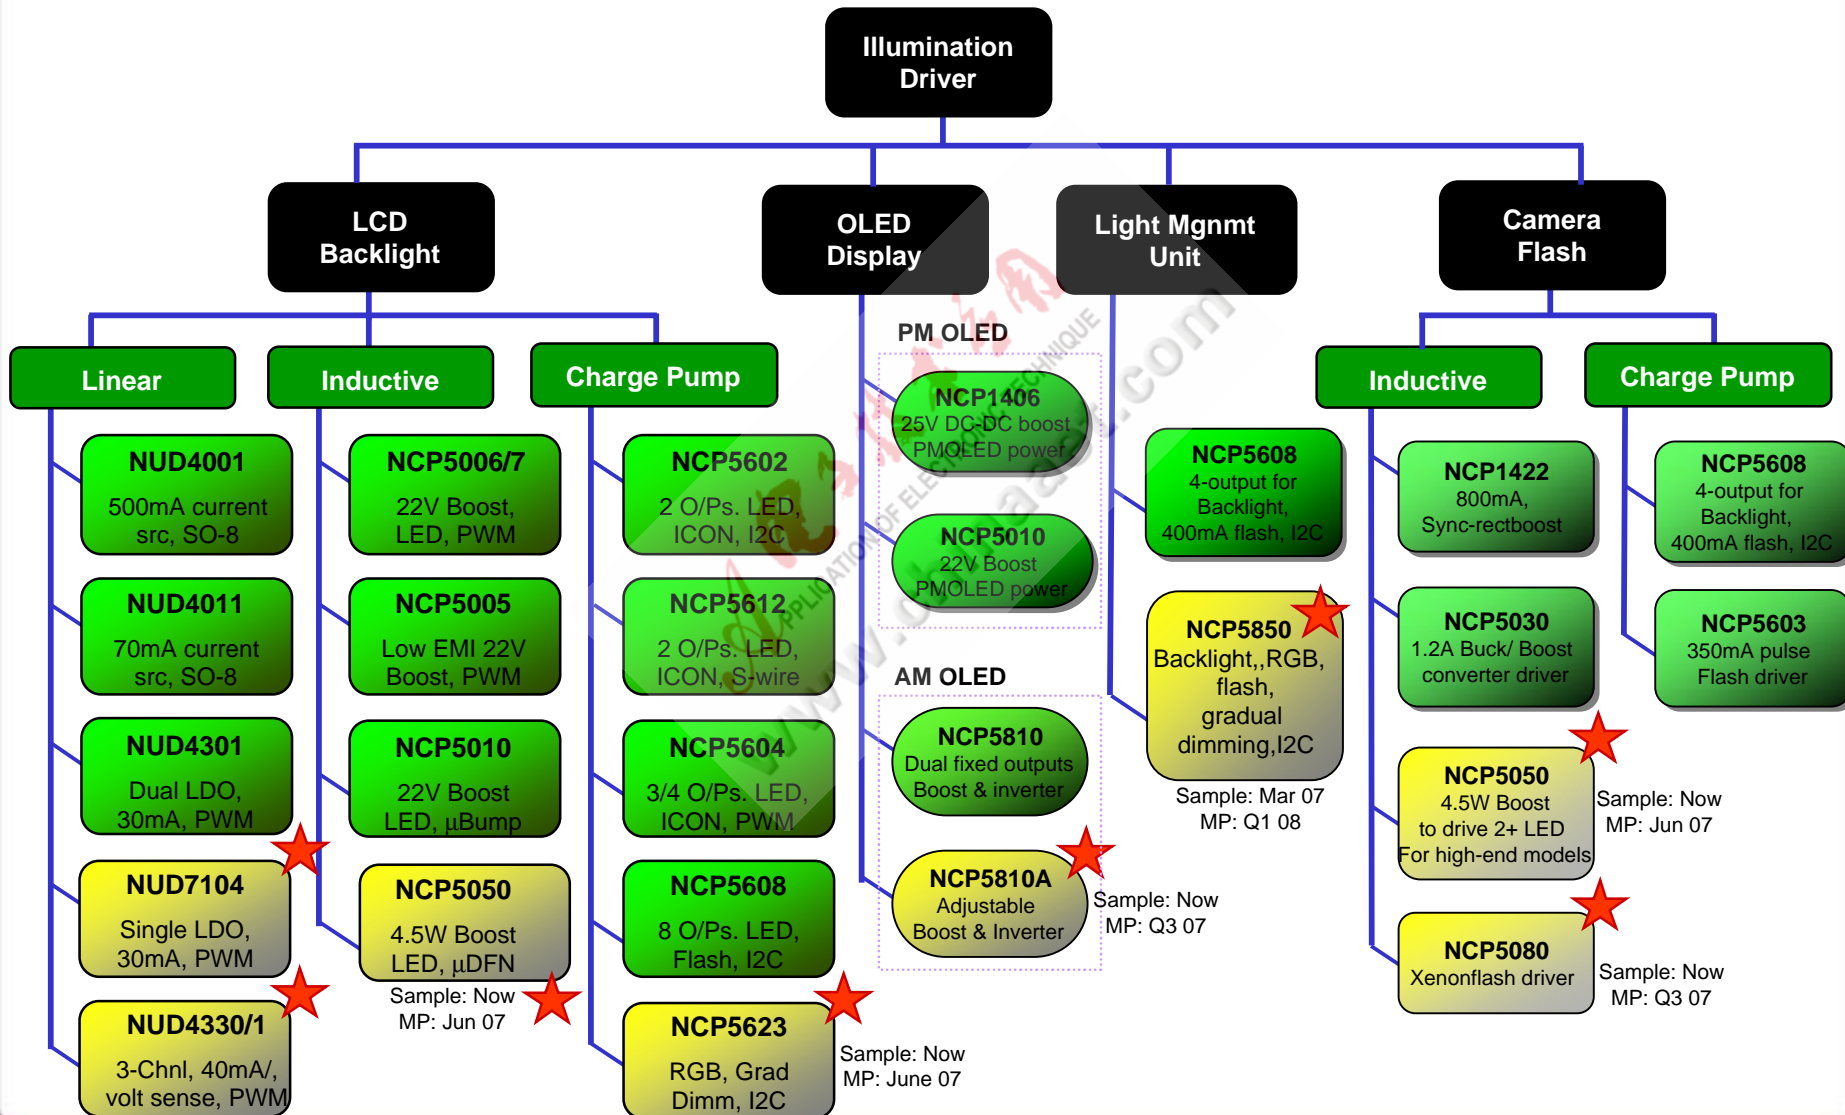 Illumination
Driver
LCD
Backlight
OLED
Display
Light Mgnmt
Unit
Camera
Flash
Linear
NUD4001
500mA current
src, SO-8
NUD4011
70mA current
src, SO-8
NUD4301
Dual LDO,
30mA, PWM
NUD7104
Single LDO,
30mA, PWM
NUD4330/1
3-Chnl, 40mA/,
volt sense, PWM
Inductive
NCP5006/7
22V Boost,
LED, PWM
NCP5005
Low EMI 22V
Boost, PWM
NCP5010
22V Boost
LED, µBump
NCP5050
4.5W Boost
LED, µDFN
Sample: Now
MP: Jun 07
Charge Pump
NCP5602
2 O/Ps. LED,
ICON, I2C
NCP5612
2 O/Ps. LED,
ICON, S-wire
NCP5604
3/4 O/Ps. LED,
ICON, PWM
NCP5608
8 O/Ps. LED,
Flash, I2C
NCP5623
RGB, Grad
Dimm, I2C
Sample: Now
MP: June 07
PM OLED
NCP1406
25V DC-DC boost
PMOLED power
NCP5010
22V Boost
PMOLED power
AM OLED
NCP5810
Dual fixed outputs
Boost & inverter
NCP5810A
Adjustable
Boost & Inverter
Sample: Now
MP: Q3 07
NCP5608
4-output for
Backlight,
400mA flash, I2C
NCP5850
Backlight,,RGB,
flash,
gradual
dimming,I2C
Sample: Mar 07
MP: Q1 08
Inductive
NCP1422
800mA,
Sync-rectboost
NCP5030
1.2A Buck/ Boost
converter driver
NCP5050
4.5W Boost
to drive 2+ LED
For high-end models
Sample: Now
MP: Jun 07
NCP5080
Xenonflash driver
Sample: Now
MP: Q3 07
Charge Pump
NCP5608
4-output for
Backlight,
400mA flash, I2C
NCP5603
350mA pulse
Flash driver
APPLICATION OF ELECTRONIC TECHNIQUE